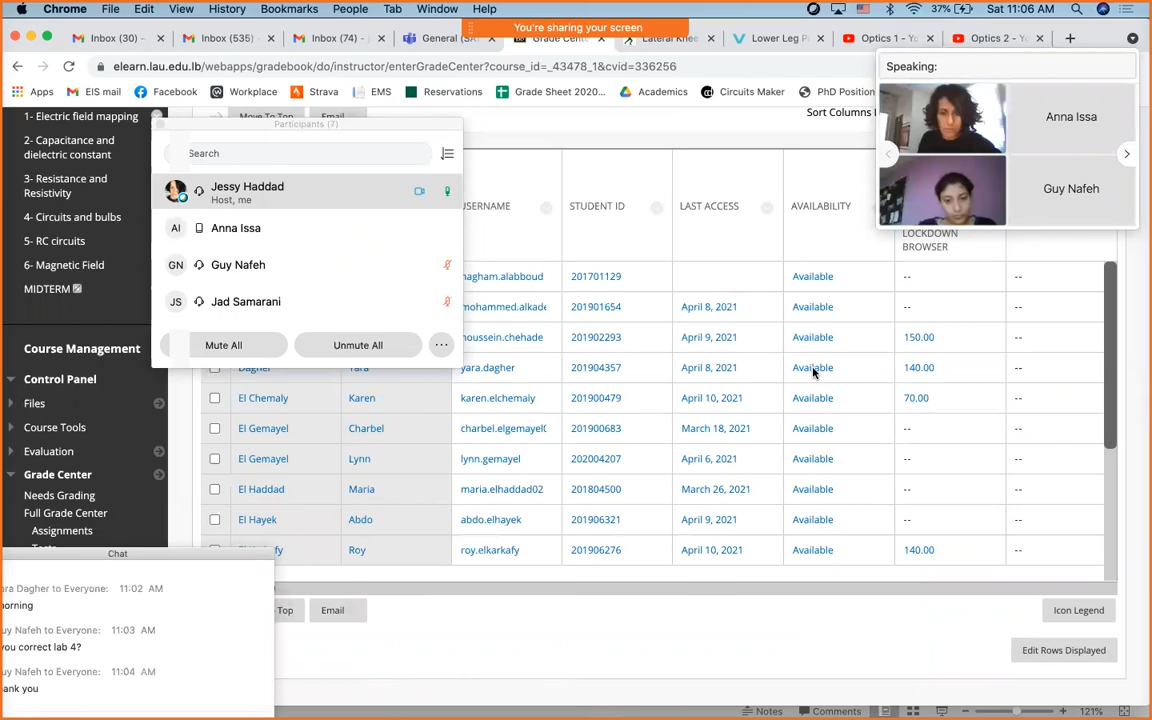 Chrome File Edit View History Bookmarks People Tab Window Help 37% Sat 11:06 AM
You're sharing your screen
Inbox (30) - Inbox (535) - Inbox (74) - General (S Grade Cen Lateral Knee Lower Leg P Optics 1 - Yo Optics 2 - Yo
elearn.lau.edu.lb/webapps/gradebook/do/instructor/enterGradeCenter?course_id=_43478_1&cvid=336256
Apps EIS mail Facebook Workplace Strava EMS Reservations Grade Sheet 2020... Academics Circuits Maker PhD Position
Speaking:
Anna Issa
Guy Nafeh
Move To Top Email
Sort Columns
1- Electric field mapping
2- Capacitance and
dielectric constant
3- Resistance and
Resistivity
4- Circuits and bulbs
5- RC circuits
6- Magnetic Field
MIDTERM
Course Management
Control Panel
Files
Course Tools
Evaluation
Grade Center
Needs Grading
Full Grade Center
Assignments
Participants (7)
Search
Jessy Haddad
Host, me
AI Anna Issa
GN Guy Nafeh
JS Jad Samarani
Mute All Unmute All ...
USERNAME STUDENT ID LAST ACCESS AVAILABILITY
LOCKDOWN
BROWSER
nagham.alabboud 201701129 Available -- --
mohammed.alkade 201901654 April 8, 2021 Available -- --
houssein.chehade 201902293 April 9, 2021 Available 150.00 --
Dagher Yara yara.dagher 201904357 April 8, 2021 Available 140.00 --
El Chemaly Karen karen.elchemaly 201900479 April 10, 2021 Available 70.00 --
El Gemayel Charbel charbel.elgemayel0 201900683 March 18, 2021 Available -- --
El Gemayel Lynn lynn.gemayel 202004207 April 6, 2021 Available -- --
El Haddad Maria maria.elhaddad02 201804500 March 26, 2021 Available -- --
El Hayek Abdo abdo.elhayek 201906321 April 9, 2021 Available -- --
fy Roy roy.elkarkafy 201906276 April 10, 2021 Available 140.00 --
Top Email
Icon Legend
Edit Rows Displayed
Chat
ara Dagher to Everyone: 11:02 AM
orning
uy Nafeh to Everyone: 11:03 AM
you correct lab 4?
uy Nafeh to Everyone: 11:04 AM
ank you
Notes Comments 121%